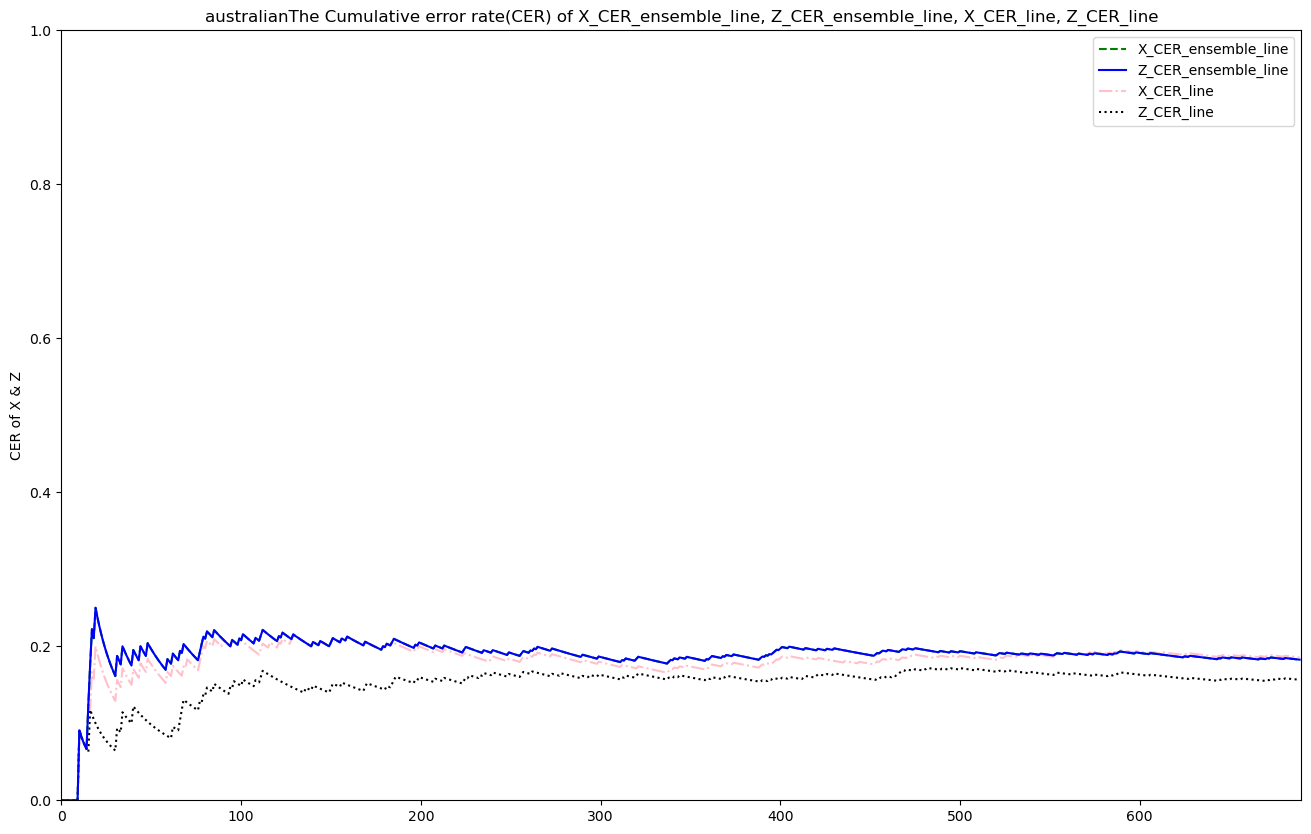 australianThe Cumulative error rate(CER) of X_CER_ensemble_line, Z_CER_ensemble_line, X_CER_line, Z_CER_line
1.0
X_CER_ensemble_line
Z_CER_ensemble_line
X_CER_line
Z_CER_line
0.8
0.6
CER of X & Z
0.4
0.2
0.0
0 100 200 300 400 500 600